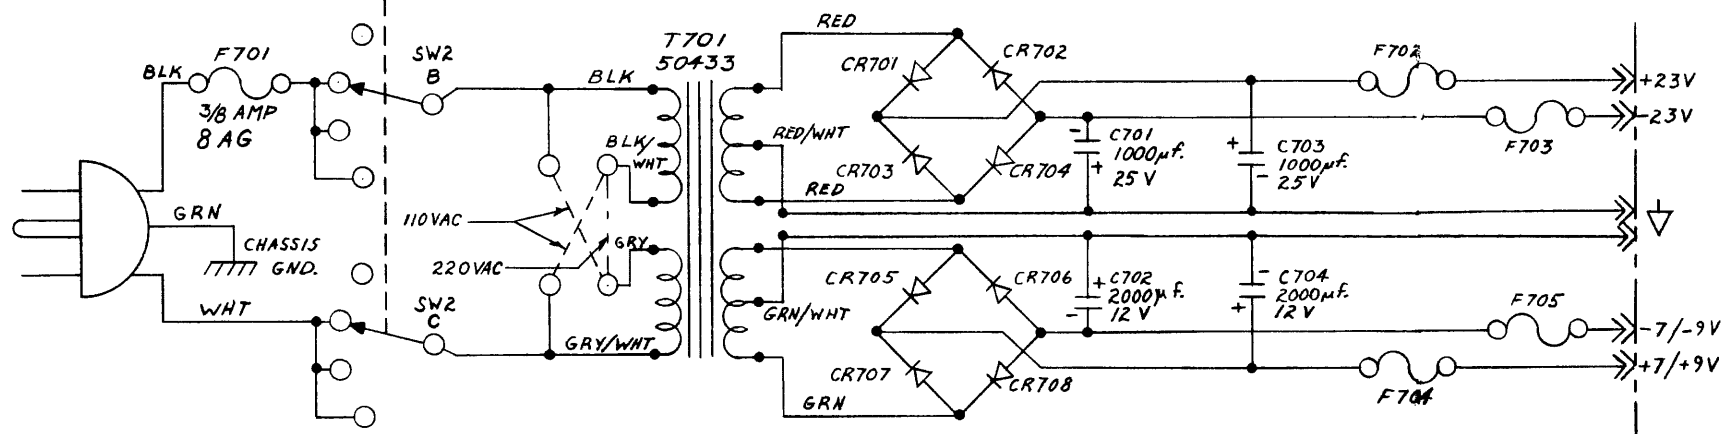 F701
BLK
3/8 AMP
8 AG
GRN
CHASSIS
GND.
WHT
SW2
B
SW2
C
110VAC
220VAC
BLK
BLK/
WHT
GRY
GRY/WHT
T701
50433
RED
RED/WHT
RED
GRN/WHT
GRN
CR701
CR702
CR703
CR704
CR705
CR706
CR707
CR708
- C701
1000µf.
+ 25V
+ C703
1000µf.
- 25V
+ C702
2000µf.
- 12V
- C704
2000µf.
+ 12V
F702
F703
F705
F704
+23V
-23V
-7/-9V
+7/+9V